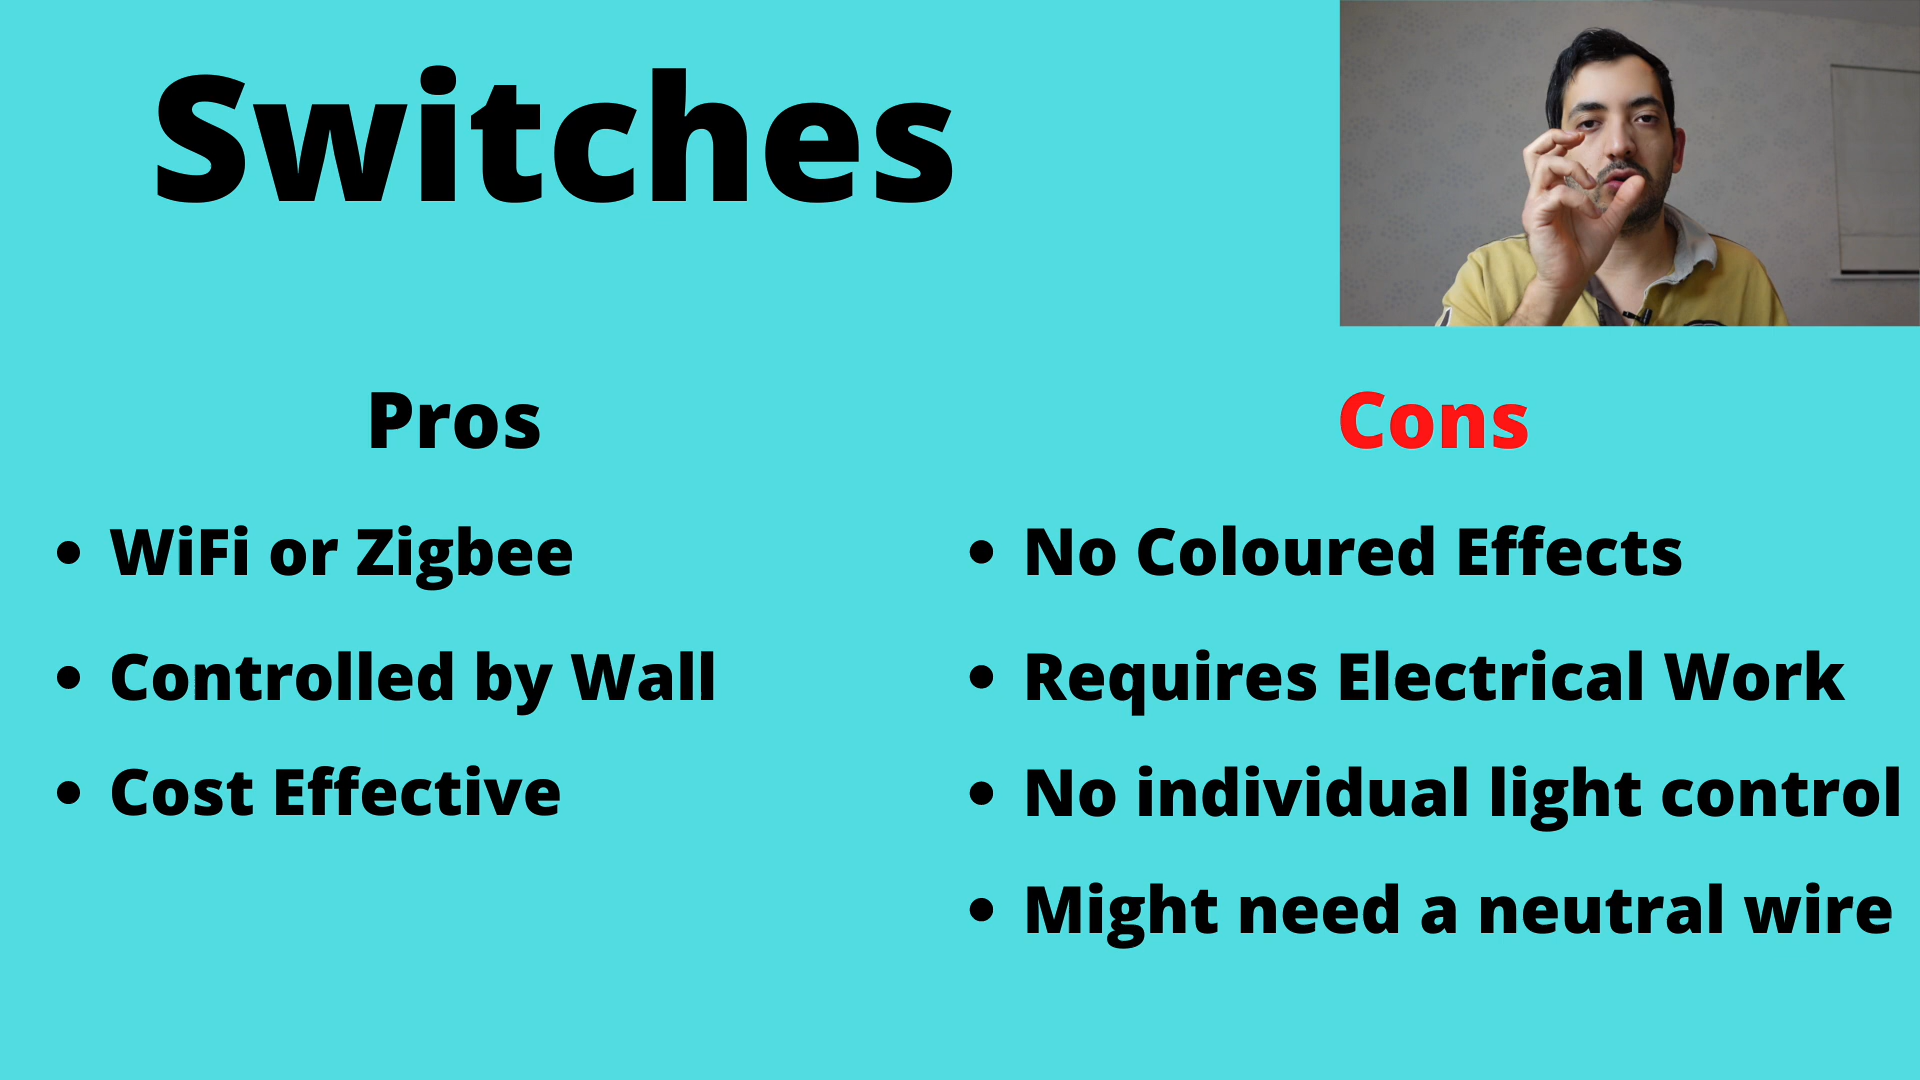 Switches
Pros
WiFi or Zigbee
Controlled by Wall
Cost Effective
Cons
No Coloured Effects
Requires Electrical Work
No individual light control
Might need a neutral wire